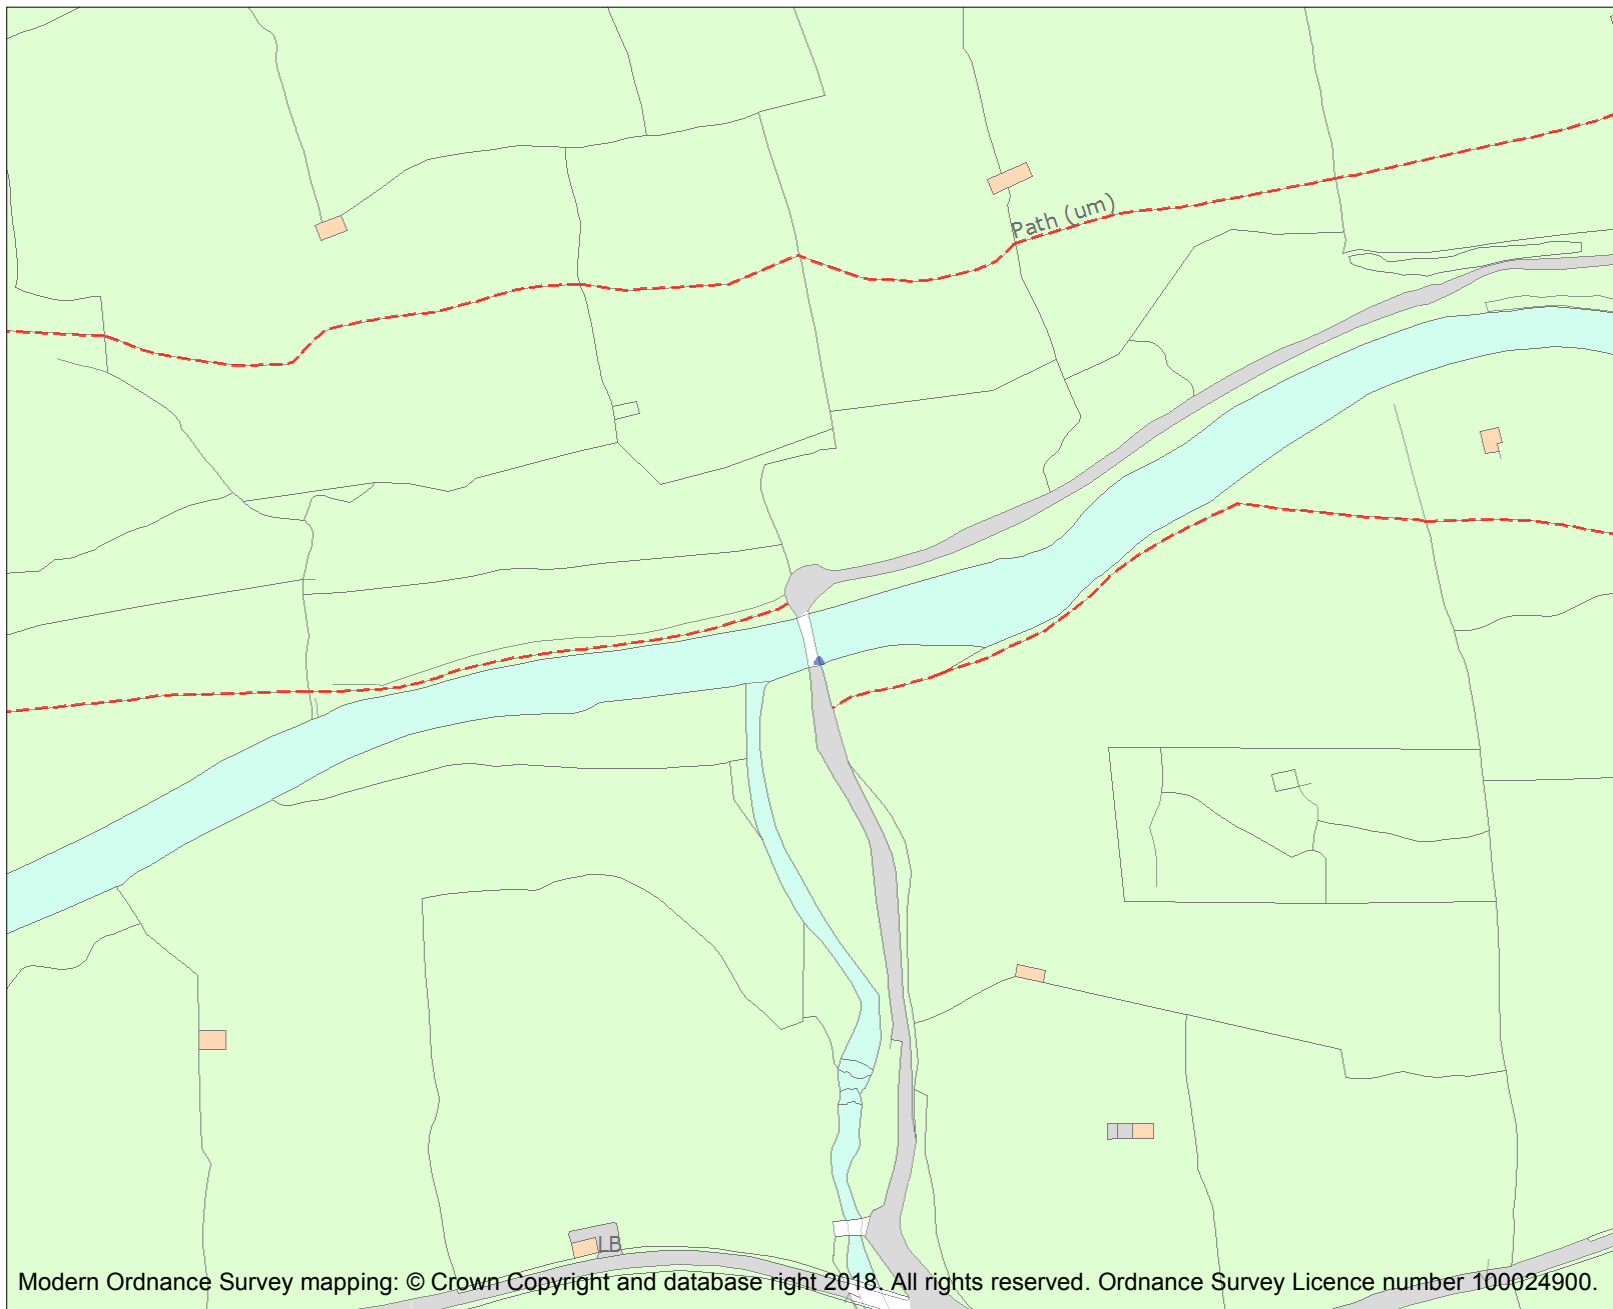 Path (um)
LB
Modern Ordnance Survey mapping: © Crown Copyright and database right 2018. All rights reserved. Ordnance Survey Licence number 100024900.